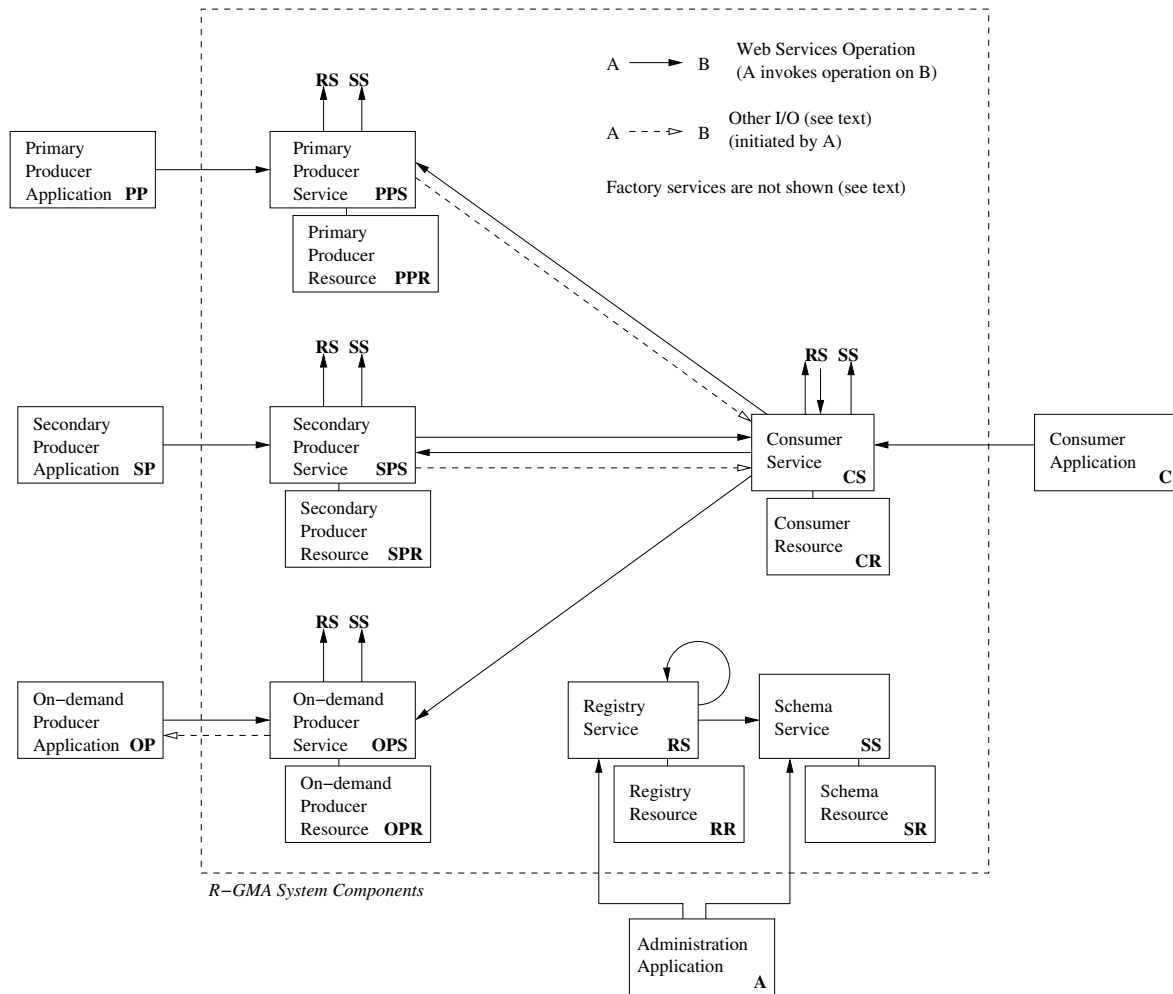 A B Web Services Operation
(A invokes operation on B)
A B Other I/O (see text)
(initiated by A)
Factory services are not shown (see text)
RS SS
Primary
Producer
Application PP
Primary
Producer
Service PPS
Primary
Producer
Resource PPR
RS SS
RS SS
Secondary
Producer
Application SP
Secondary
Producer
Service SPS
Secondary
Producer
Resource SPR
Consumer
Service
CS
Consumer
Resource
CR
Consumer
Application
C
RS SS
On−demand
Producer
Application OP
On−demand
Producer
Service OPS
On−demand
Producer
Resource OPR
Registry
Service
RS
Registry
Resource
RR
Schema
Service
SS
Schema
Resource
SR
R−GMA System Components
Administration
Application
A